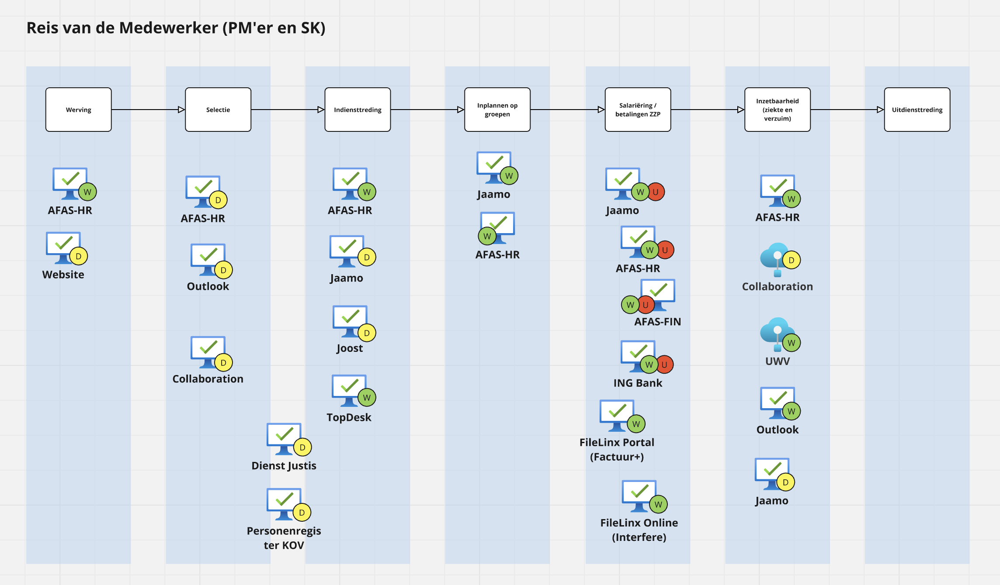 Reis van de Medewerker (PM'er en SK)
Werving
Selectie
Indiensttreding
Inplannen op
groepen
Salariëring /
betalingen ZZP
Inzetbaarheid
(ziekte en
verzuim)
Uitdiensttreding
W
AFAS-HR
D
Website
D
AFAS-HR
D
Outlook
D
Collaboration
D
Dienst Justis
D
Personenregis
ter KOV
W
AFAS-HR
D
Jaamo
D
Joost
W
TopDesk
W
Jaamo
W
AFAS-HR
W U
Jaamo
W U
AFAS-HR
W U
AFAS-FIN
W U
ING Bank
W
FileLinx Portal
(Factuur+)
W
FileLinx Online
(Interfere)
W
AFAS-HR
D
Collaboration
W
UWV
W
Outlook
D
Jaamo